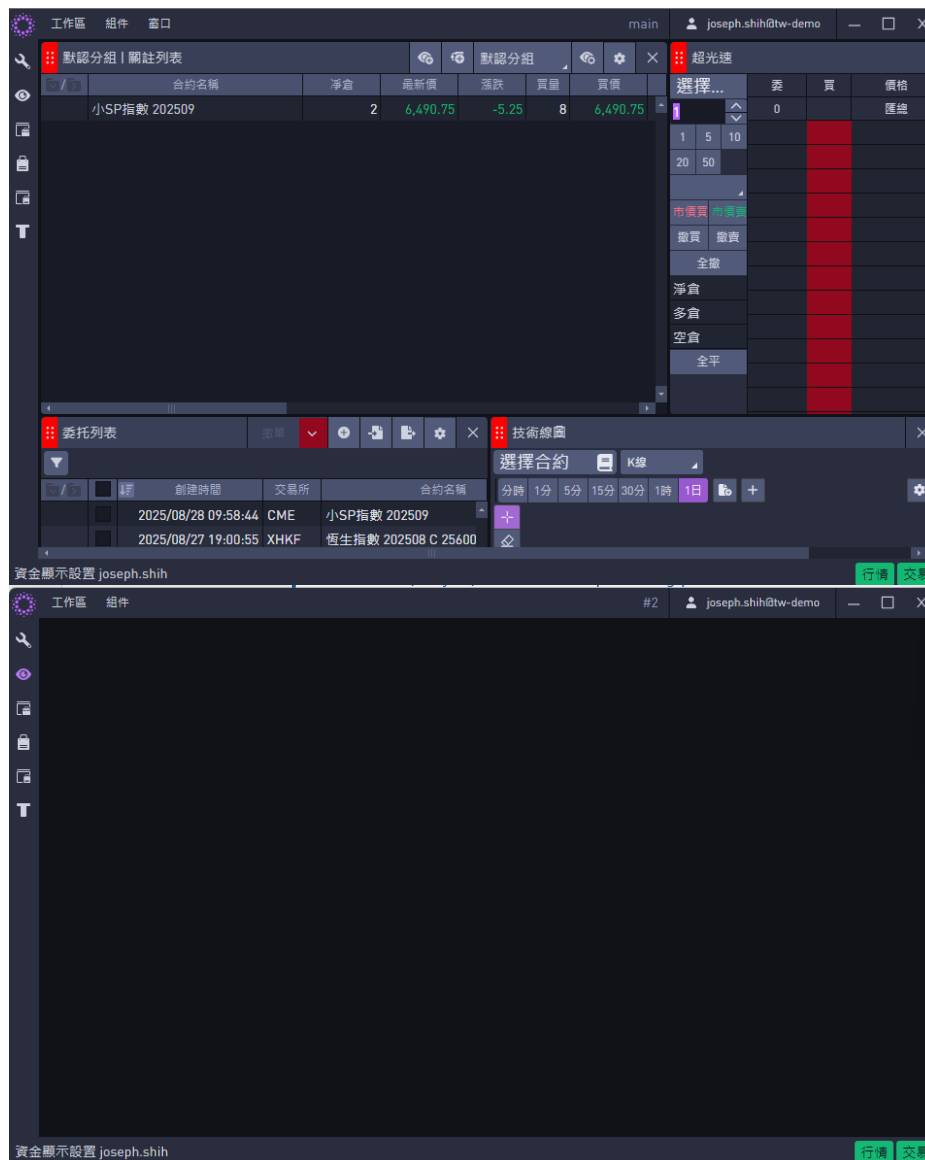 工作區 組件 窗口 main joseph.shih@tw-demo
默認分組 | 關註列表 默認分組 超光速
合約名稱 淨倉 最新價 漲跌 買量 買價 選擇... 委 買 價格
小SP指數 202509 2 6,490.75 -5.25 8 6,490.75 1 0 匯總
1 5 10
20 50
市價買 市價賣
撤買 撤賣
全撤
淨倉
多倉
空倉
全平
委托列表 撤單 技術線圖
選擇合約 K線
創建時間 交易所 合約名稱 分時 1分 5分 15分 30分 1時 1日
2025/08/28 09:58:44 CME 小SP指數 202509
2025/08/27 19:00:55 XHKF 恆生指數 202508 C 25600
資金顯示設置 joseph.shih 行情
工作區 組件 #2 joseph.shih@tw-demo
資金顯示設置 joseph.shih 行情